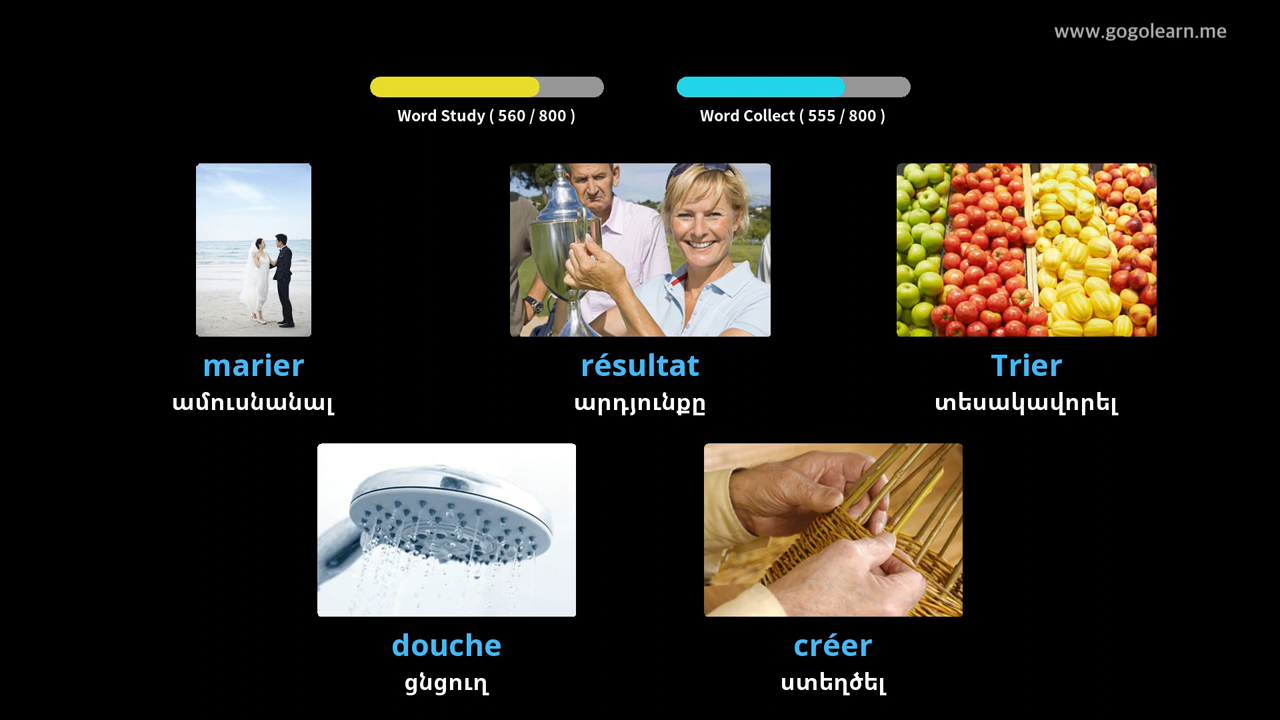 www.gogolearn.me
Word Study ( 560 / 800 )
Word Collect ( 555 / 800 )
marier
ամուսնանալ
résultat
արդյունքը
Trier
տեսակավորել
douche
ցնցուղ
créer
ստեղծել